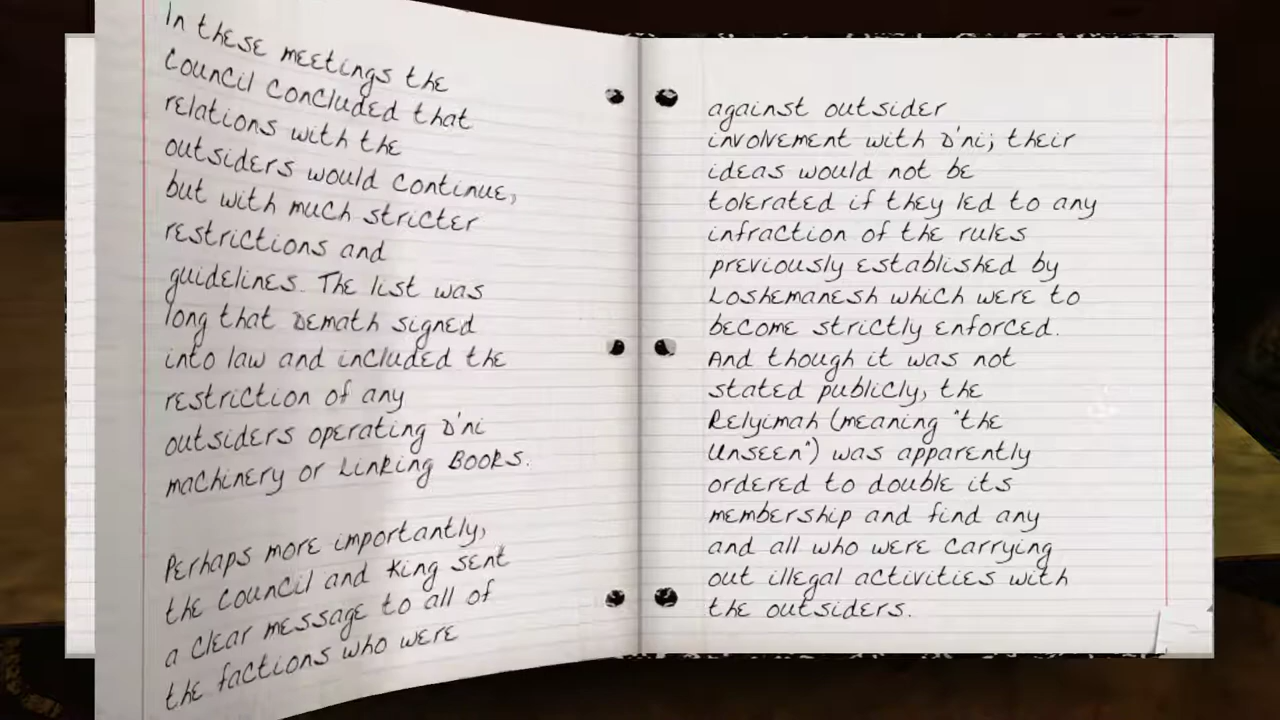 In these meetings the
Council concluded that
relations with the
outsiders would continue,
but with much stricter
restrictions and
guidelines. The list was
long that Demath signed
into law and included the
restriction of any
outsiders operating D'ni
machinery or Linking Books.
Perhaps more importantly,
the Council and King sent
a clear message to all of
the factions who were
against outsider
involvement with D'ni; their
ideas would not be
tolerated if they led to any
infraction of the rules
previously established by
Loshemanesh which were to
become strictly enforced.
And though it was not
stated publicly, the
Relyimah (meaning "the
Unseen") was apparently
ordered to double its
membership and find any
and all who were carrying
out illegal activities with
the outsiders.